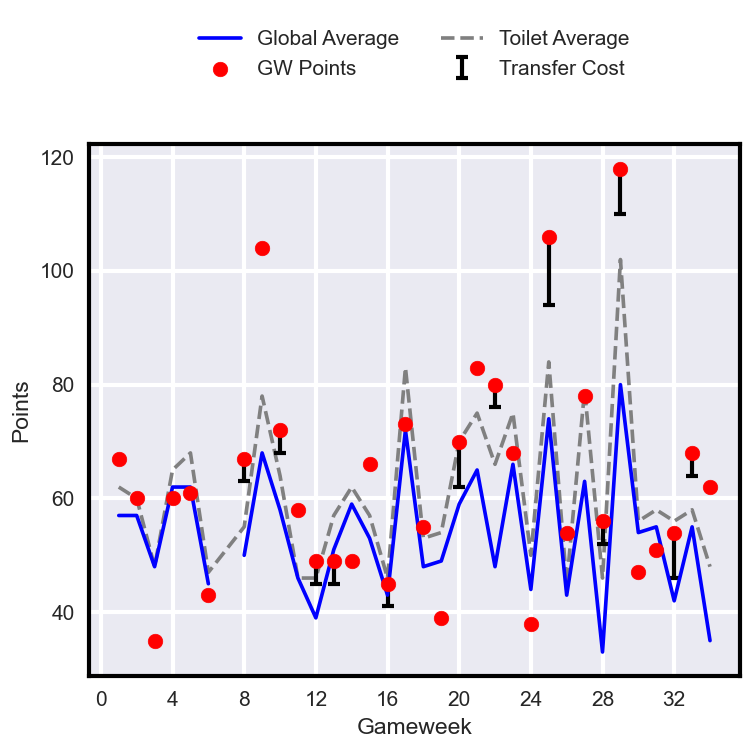 Global Average
Toilet Average
GW Points
Transfer Cost
120
100
80
60
40
Points
0 4 8 12 16 20 24 28 32
Gameweek